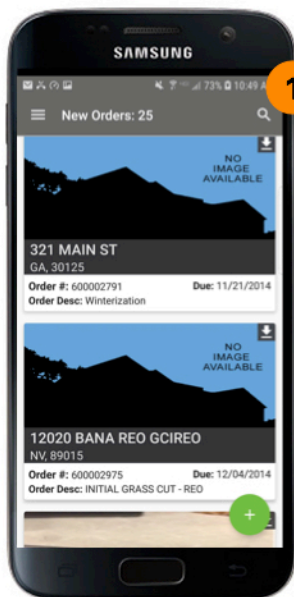 SAMSUNG
73% 10:49 A
1
New Orders: 25
NO
IMAGE
AVAILABLE
321 MAIN ST
GA, 30125
Order #: 600002791 Due: 11/21/2014
Order Desc: Winterization
NO
IMAGE
AVAILABLE
12020 BANA REO GCIREO
NV, 89015
Order #: 600002975 Due: 12/04/2014
Order Desc: INITIAL GRASS CUT - REO